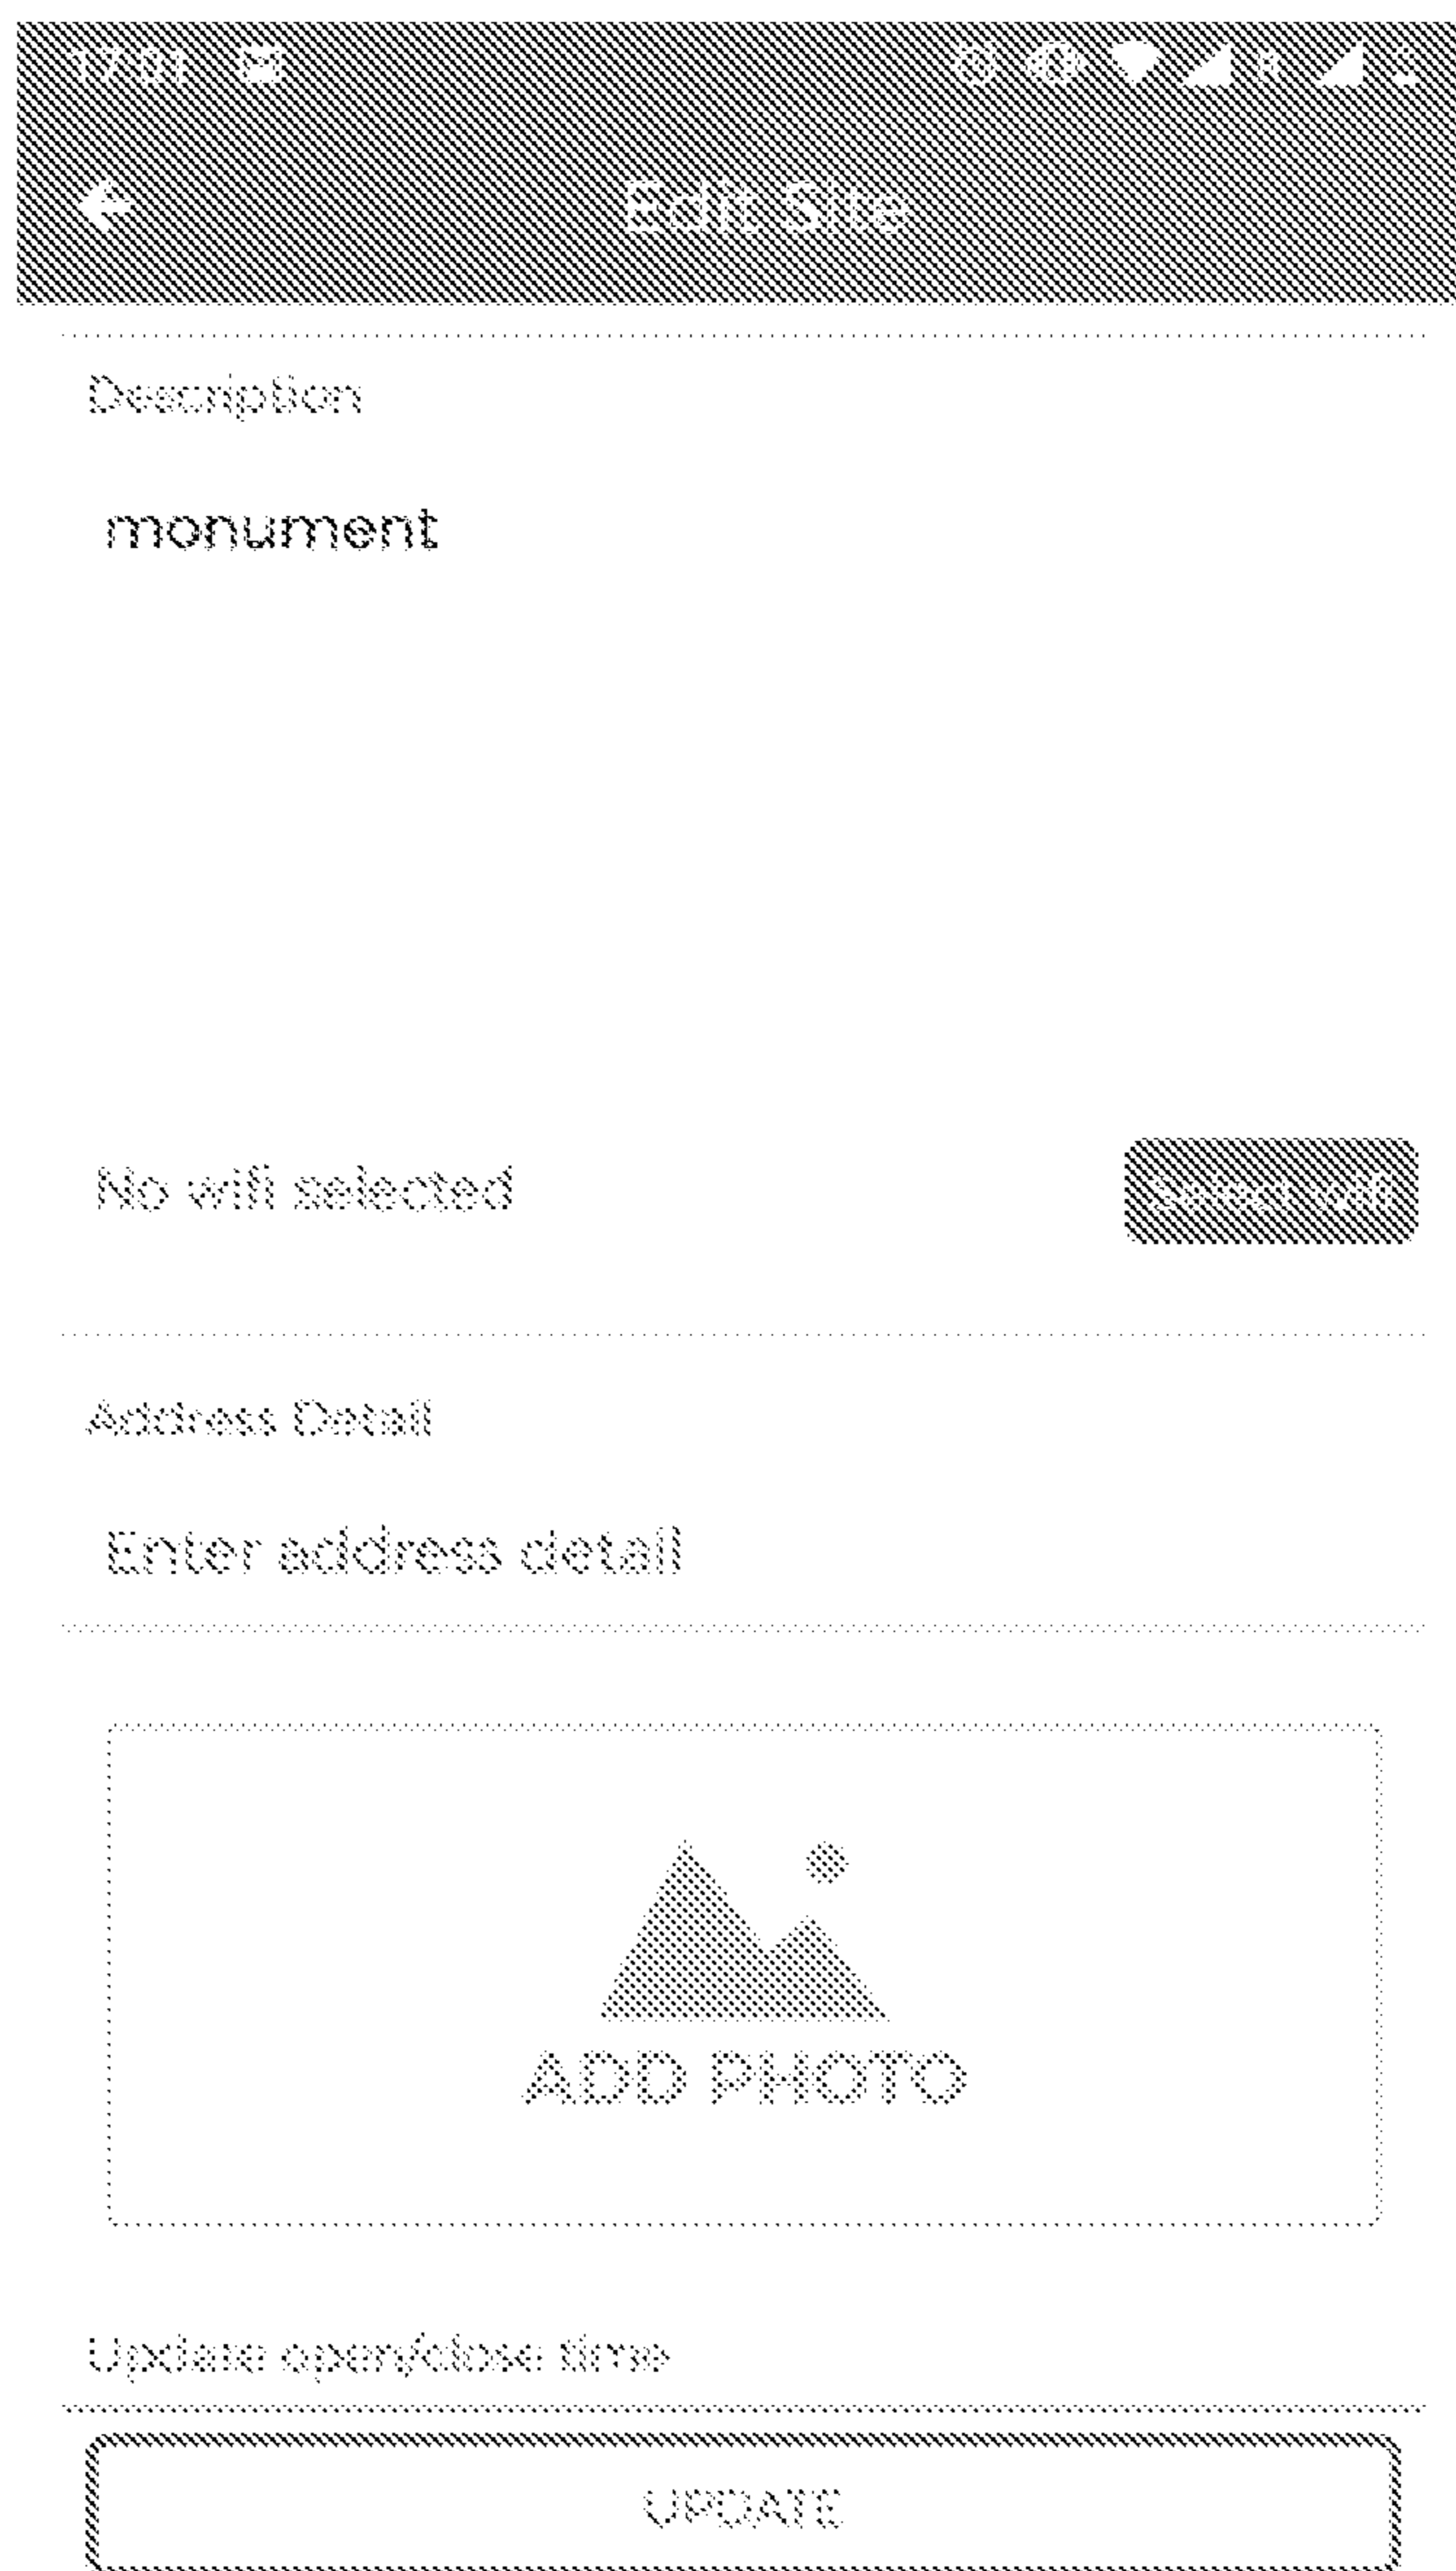 17:01
R
Edit Site
Description
monument
No wifi selected
Select wifi
Address Detail
Enter address detail
ADD PHOTO
Update open/close time
UPDATE